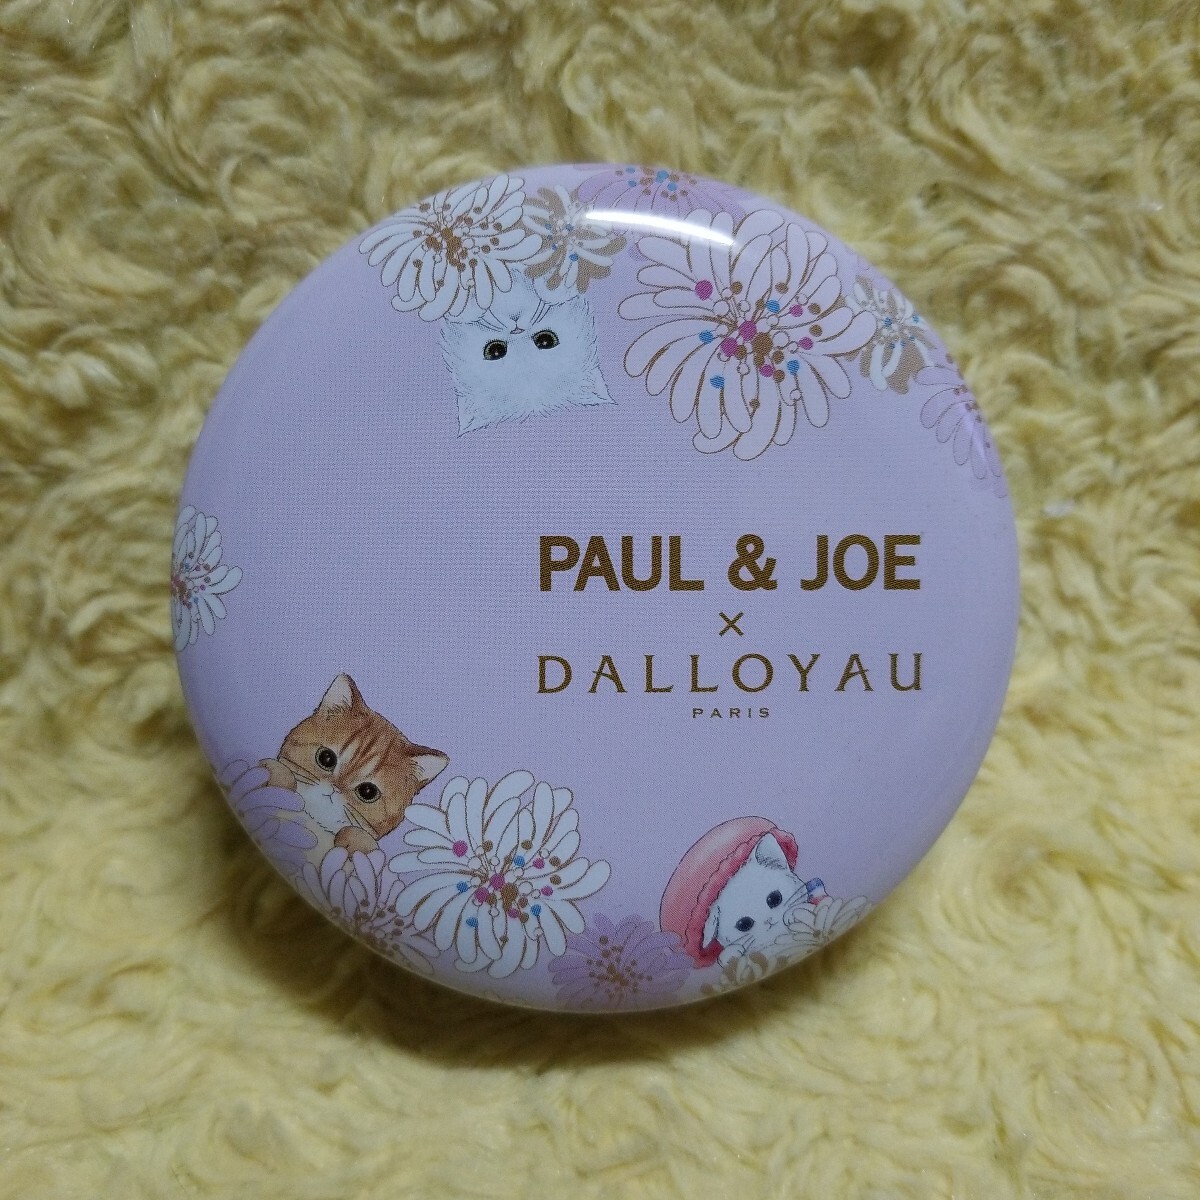 PAUL & JOE
×
DALLOYAU
PARIS